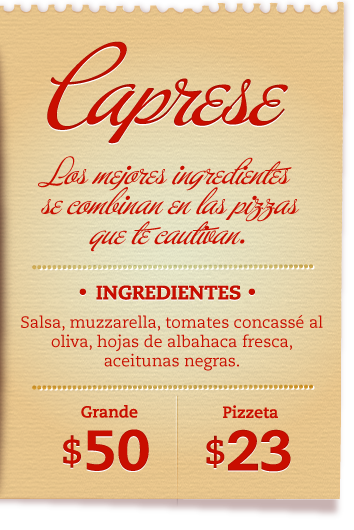 Caprese
Los mejores ingredientes
se combinan en las pizzas
que te cautivan.
• INGREDIENTES •
Salsa, muzzarella, tomates concassé al
oliva, hojas de albahaca fresca,
aceitunas negras.
Grande
$50
Pizzeta
$23